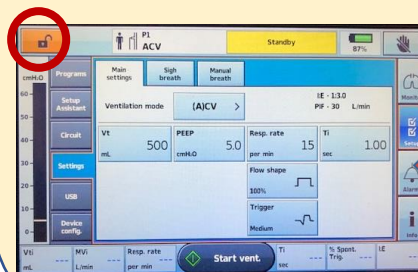 P1
ACV
Standby
87%
cmH2O
60
50
40
30
20
10
0
Programs
Setup Assistant
Circuit
Settings
USB
Device config.
Main settings
Sigh breath
Manual breath
Ventilation mode
(A)CV >
I:E - 1:3.0
PIF - 30 L/min
Vt
500
mL
PEEP
5.0
cmH2O
Resp. rate
15
per min
Ti
1.00
sec
Flow shape
100%
Trigger
Medium
Monitor
Setup
Alarm
Info
Vti
---
mL
MVi
---
L/min
Resp. rate
---
per min
Start vent.
Ti
---
sec
% Spont. Trig.
---
I:E
---